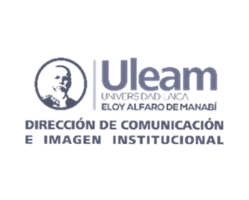 Uleam
UNIVERSIDAD LAICA
ELOY ALFARO DE MANABÍ
DIRECCIÓN DE COMUNICACIÓN
E IMAGEN INSTITUCIONAL